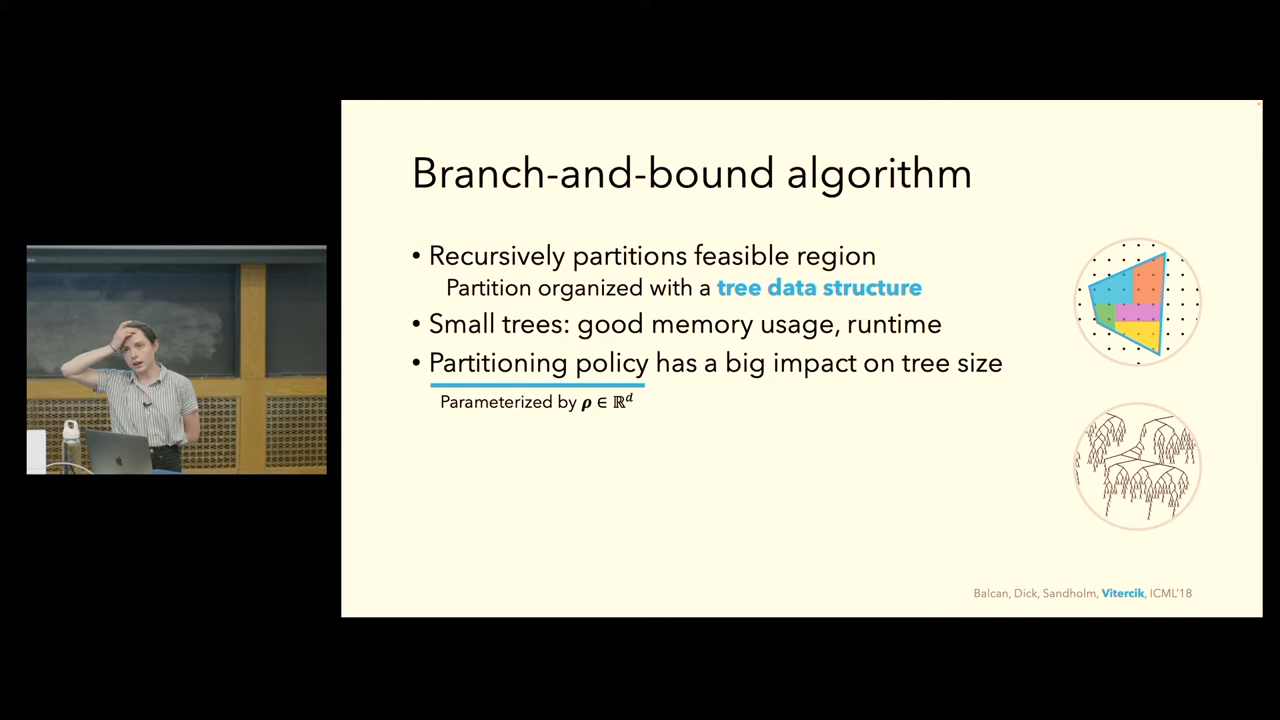 Branch-and-bound algorithm
• Recursively partitions feasible region
Partition organized with a tree data structure
• Small trees: good memory usage, runtime
• Partitioning policy has a big impact on tree size
Parameterized by 𝝆 ∈ ℝᵈ
Balcan, Dick, Sandholm, Vitercik, ICML'18